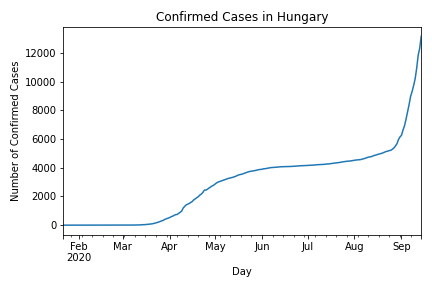 Confirmed Cases in Hungary
Number of Confirmed Cases
12000
10000
8000
6000
4000
2000
0
Feb Mar Apr May Jun Jul Aug Sep
2020
Day